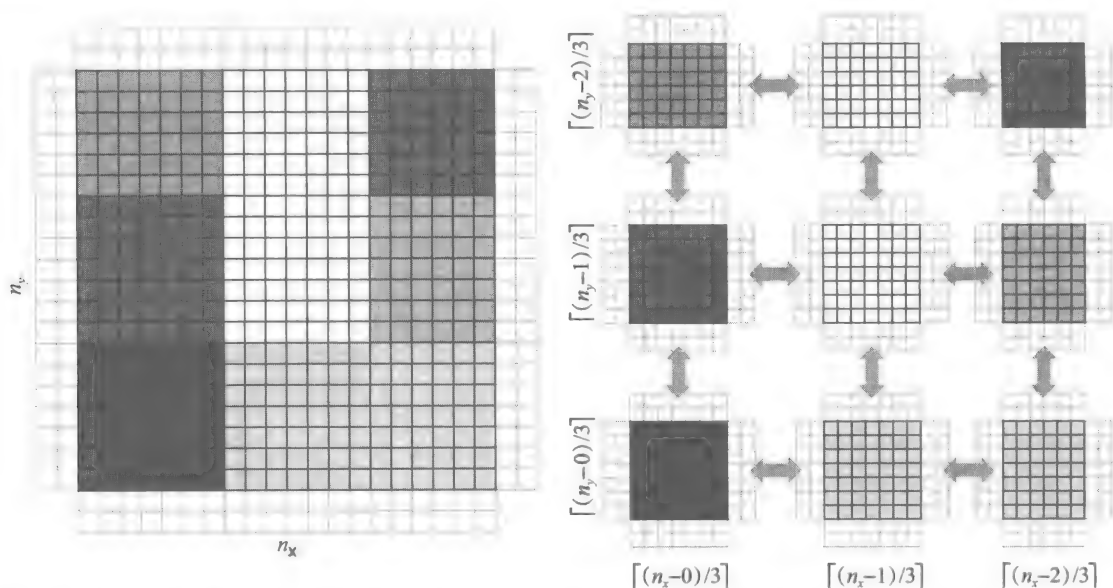 n_y
n_x
⌈(n_y−2)/3⌉
⌈(n_y−1)/3⌉
⌈(n_y−0)/3⌉
⌈(n_x−0)/3⌉ ⌈(n_x−1)/3⌉ ⌈(n_x−2)/3⌉